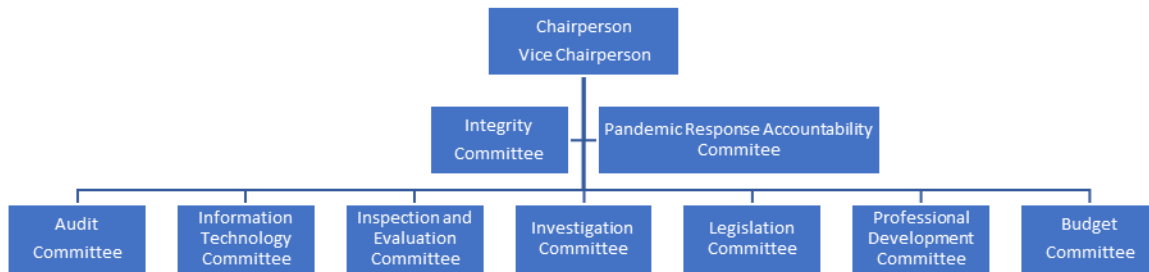 Chairperson
Vice Chairperson
Integrity
Committee
Pandemic Response Accountability
Commitee
Audit
Committee
Information
Technology
Committee
Inspection and
Evaluation
Committee
Investigation
Committee
Legislation
Committee
Professional
Development
Committee
Budget
Committee